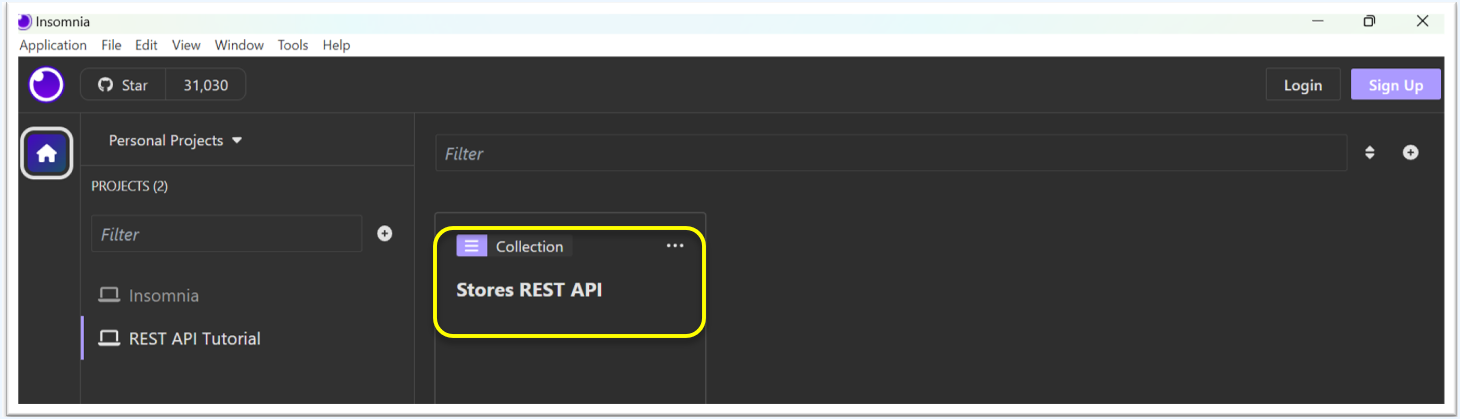 Insomnia
Application File Edit View Window Tools Help
Star 31,030
Login Sign Up
Personal Projects
Filter
PROJECTS (2)
Filter
Collection
Stores REST API
Insomnia
REST API Tutorial